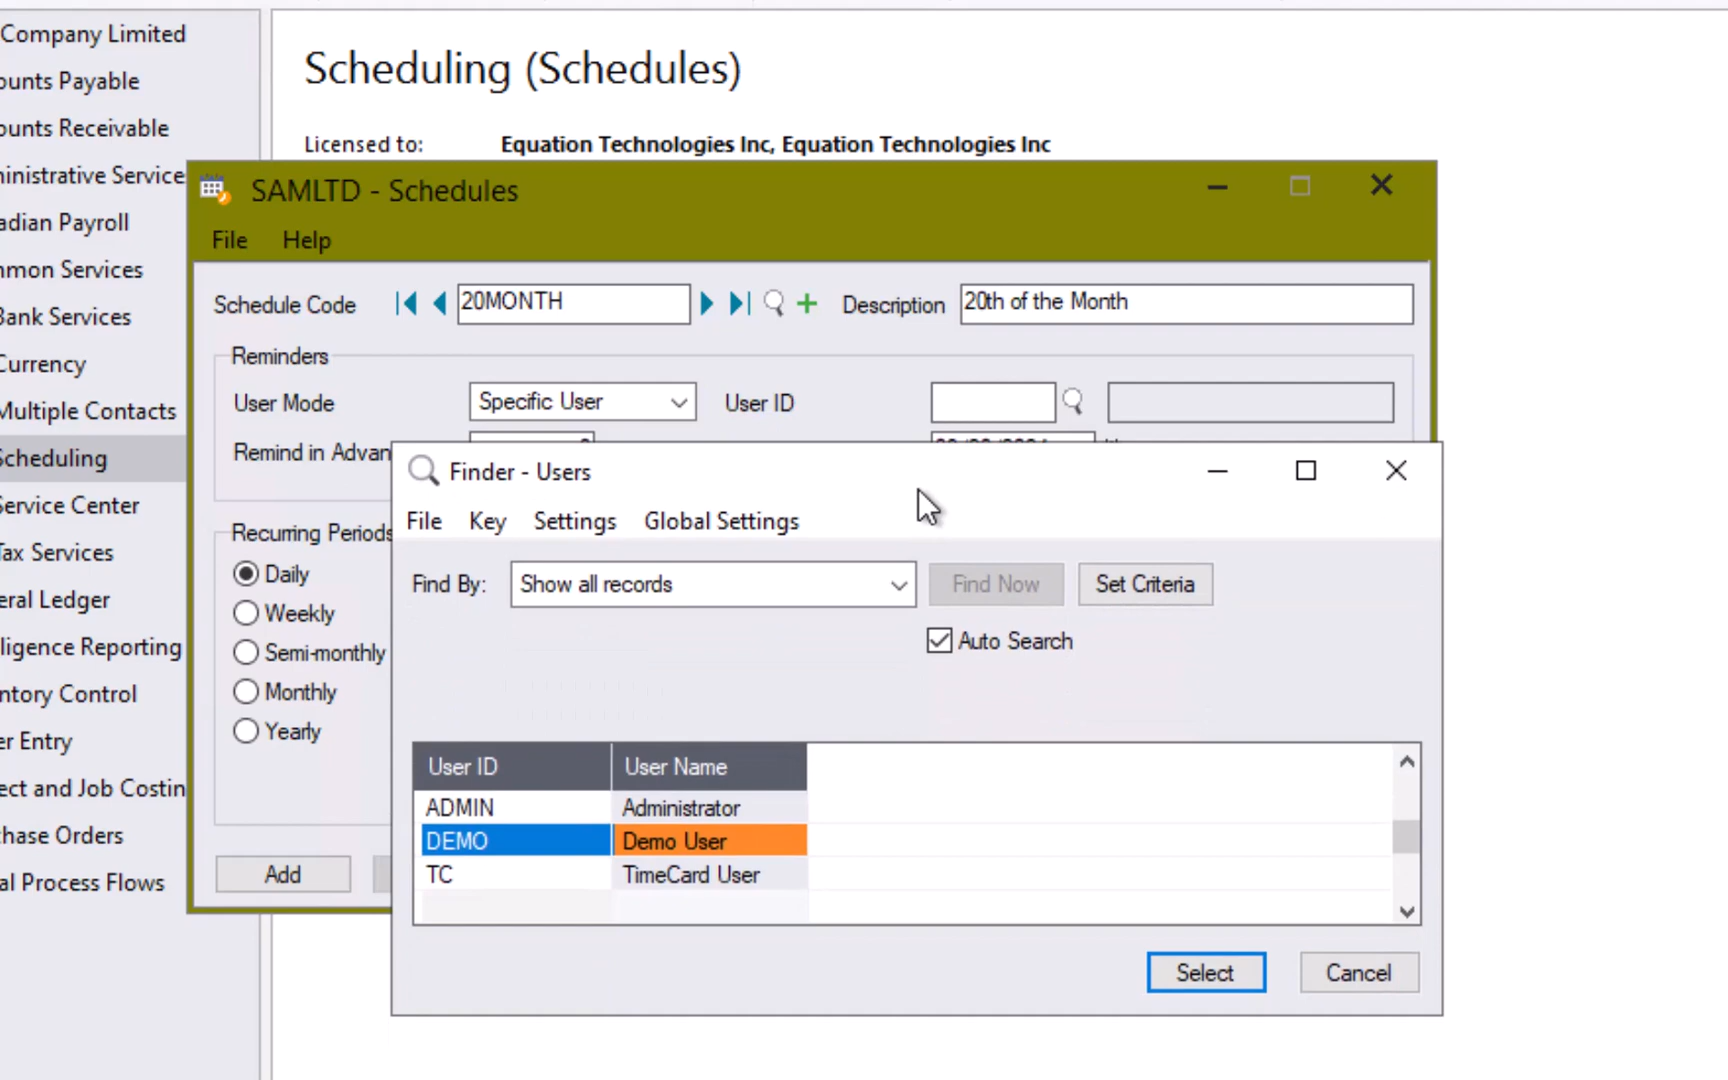 Company Limited
ounts Payable
ounts Receivable
inistrative Service
adian Payroll
mmon Services
Bank Services
Currency
Multiple Contacts
Scheduling
Service Center
Tax Services
eral Ledger
lligence Reporting
ntory Control
er Entry
ect and Job Costin
chase Orders
al Process Flows
Scheduling (Schedules)
Licensed to: Equation Technologies Inc, Equation Technologies Inc
SAMLTD - Schedules
File Help
Schedule Code 20MONTH Description 20th of the Month
Reminders
User Mode Specific User User ID
Remind in Advan
Recurring Periods
Daily
Weekly
Semi-monthly
Monthly
Yearly
Add
Finder - Users
File Key Settings Global Settings
Find By: Show all records Find Now Set Criteria
Auto Search
User ID User Name
ADMIN Administrator
DEMO Demo User
TC TimeCard User
Select Cancel